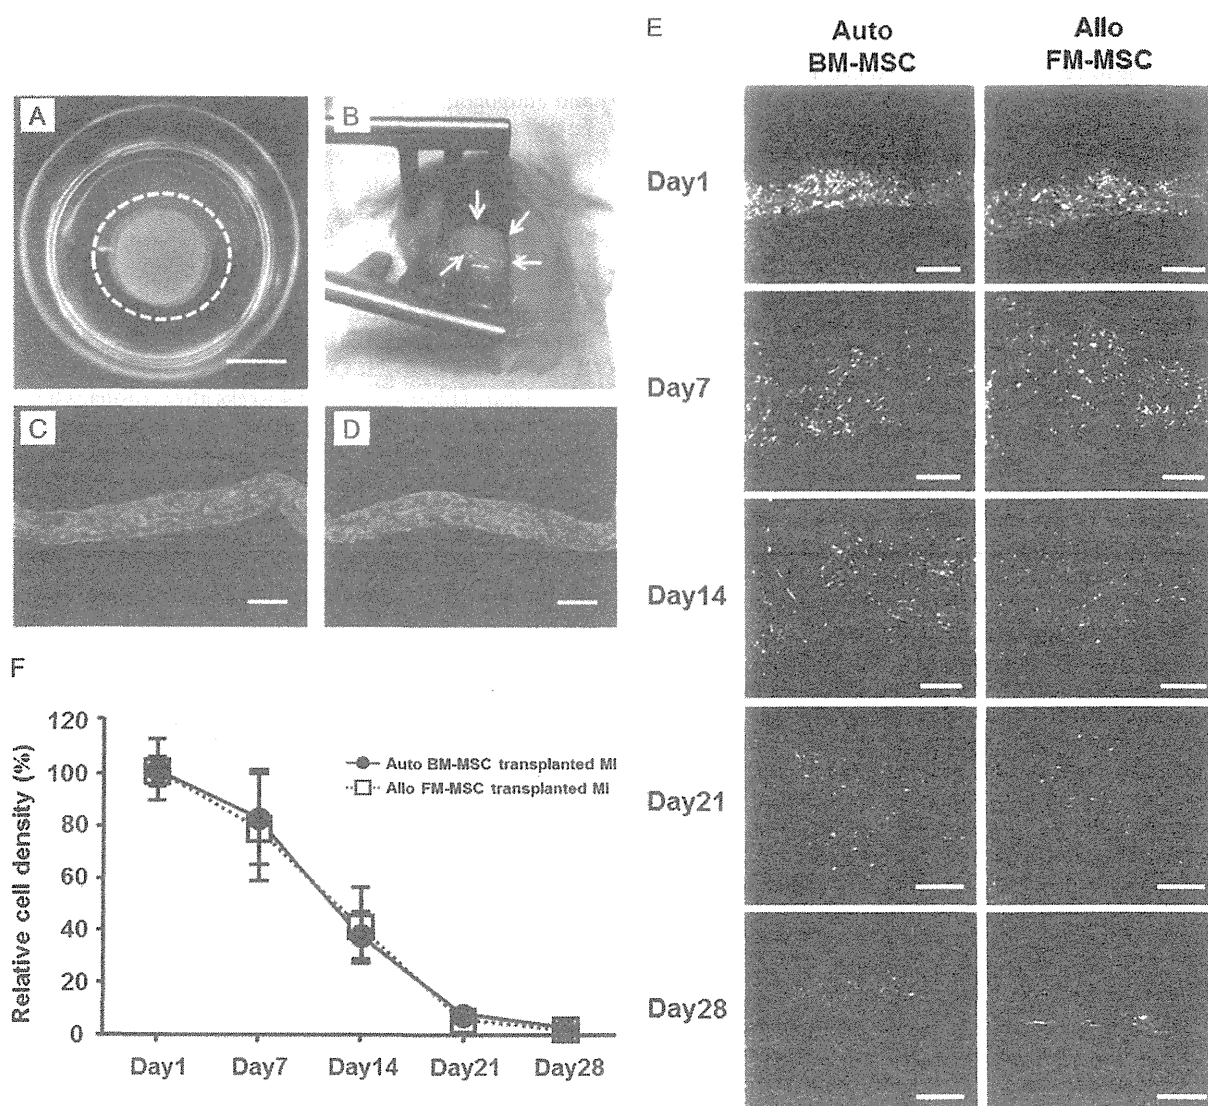 A
B
C
D
E
Auto
BM-MSC
Allo
FM-MSC
Day1
Day7
Day14
Day21
Day28
F
Relative cell density (%)
120
100
80
60
40
20
0
Auto BM-MSC transplanted MI
Allo FM-MSC transplanted MI
Day1
Day7
Day14
Day21
Day28